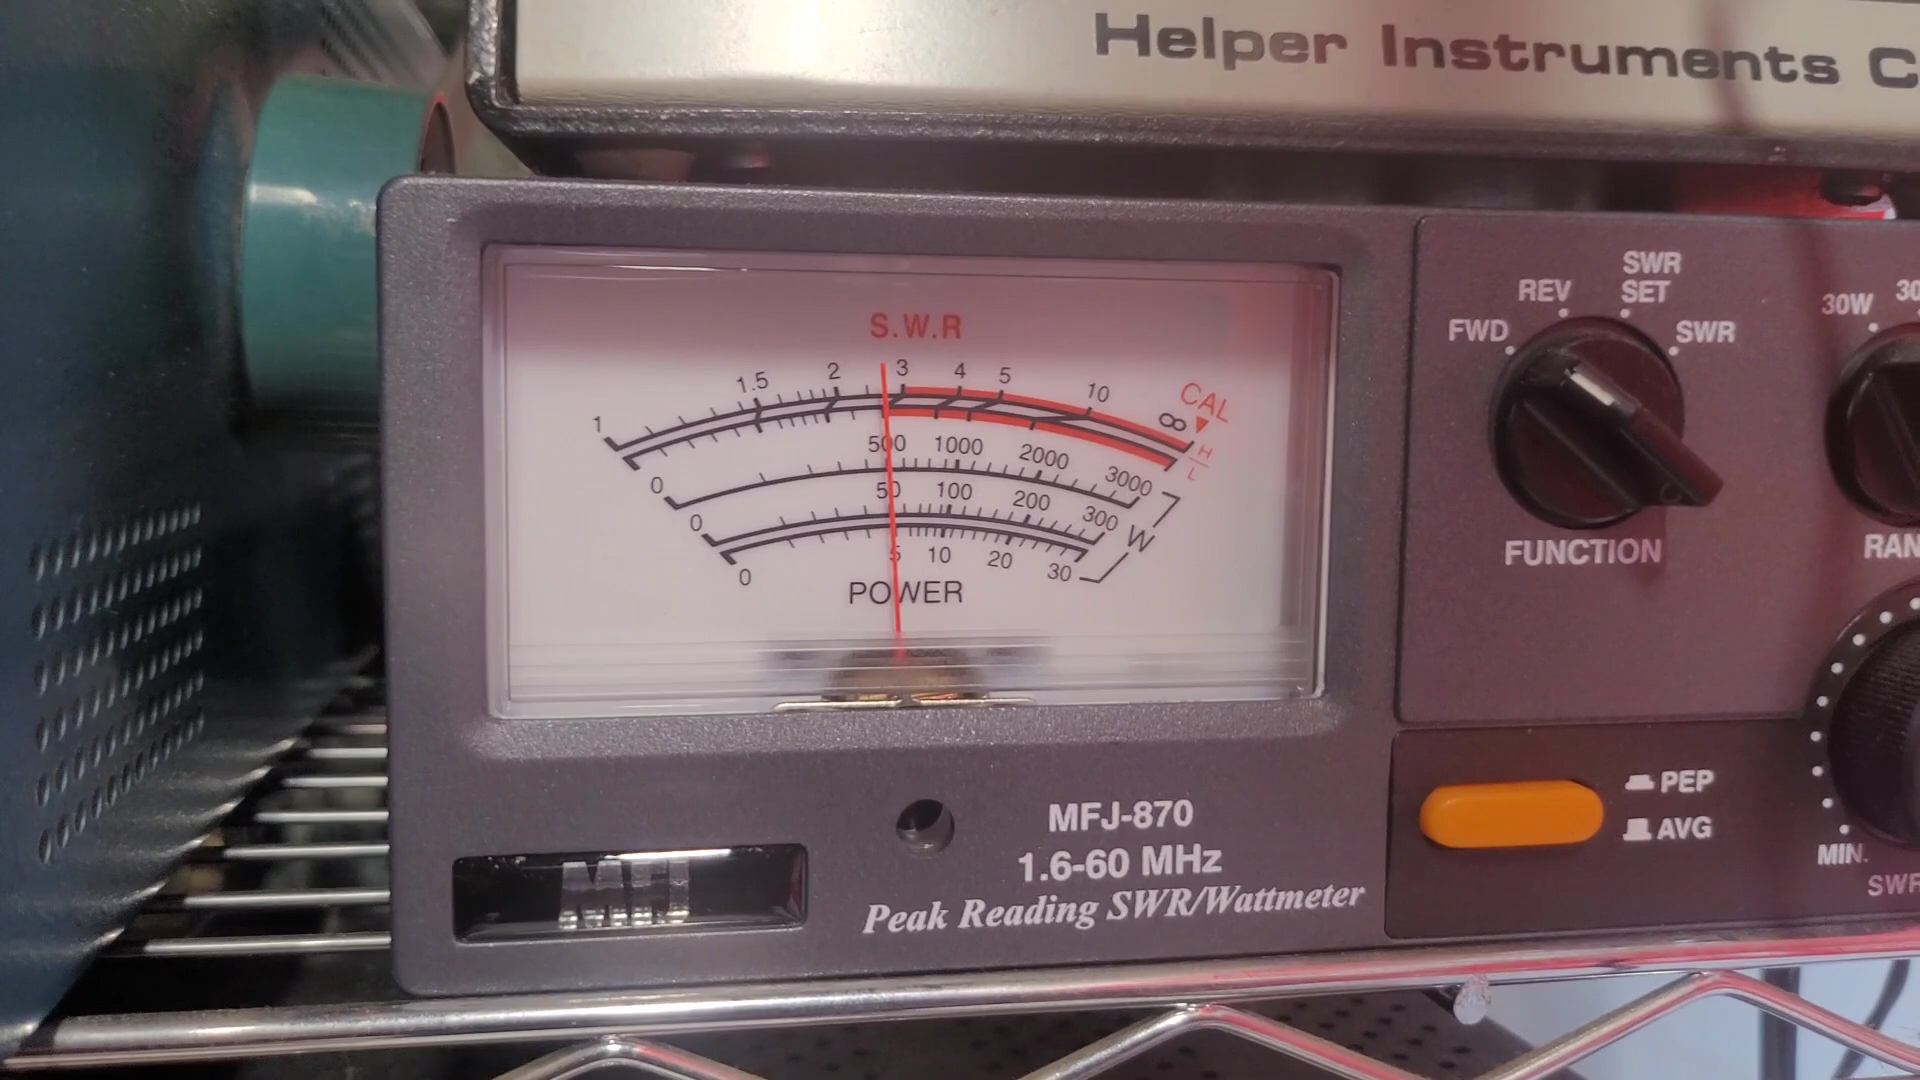 Helper Instruments C
S.W.R
1 1.5 2 3 4 5 10 ∞ CAL
H
L
0 500 1000 2000 3000
0 50 100 200 300 W
0 5 10 20 30
POWER
MFJ
MFJ-870
1.6-60 MHz
Peak Reading SWR/Wattmeter
FWD REV SWR SET SWR
FUNCTION
30W 30
RAN
PEP
AVG
MIN.
SWR